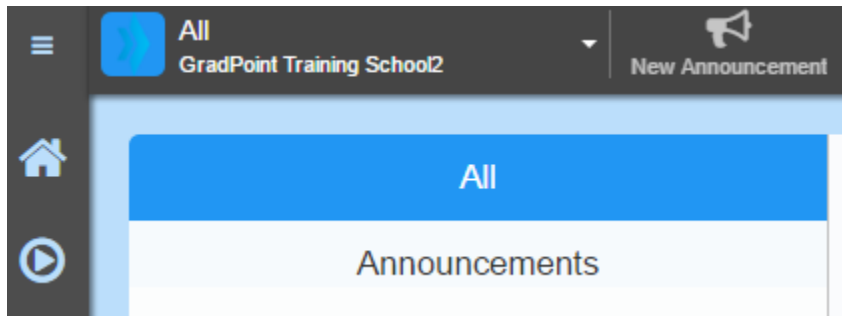 All
GradPoint Training School2
New Announcement
All
Announcements